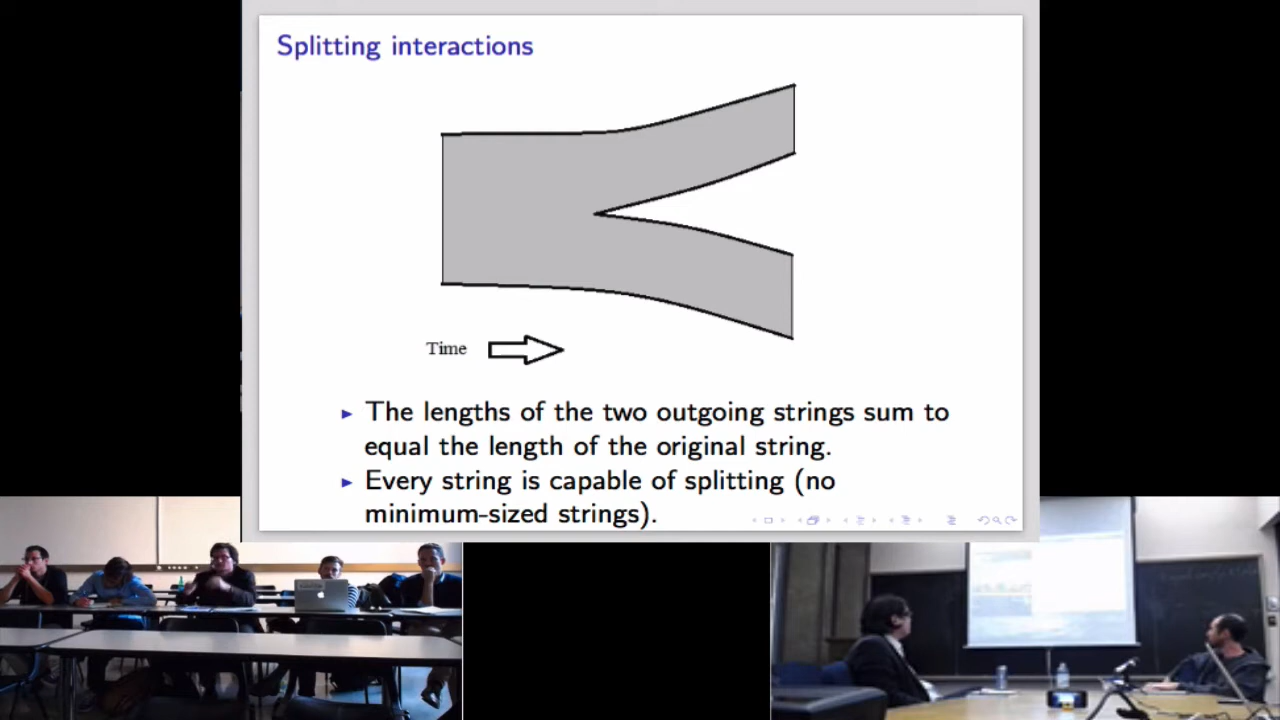 Splitting interactions
Time
The lengths of the two outgoing strings sum to
equal the length of the original string.
Every string is capable of splitting (no
minimum-sized strings).